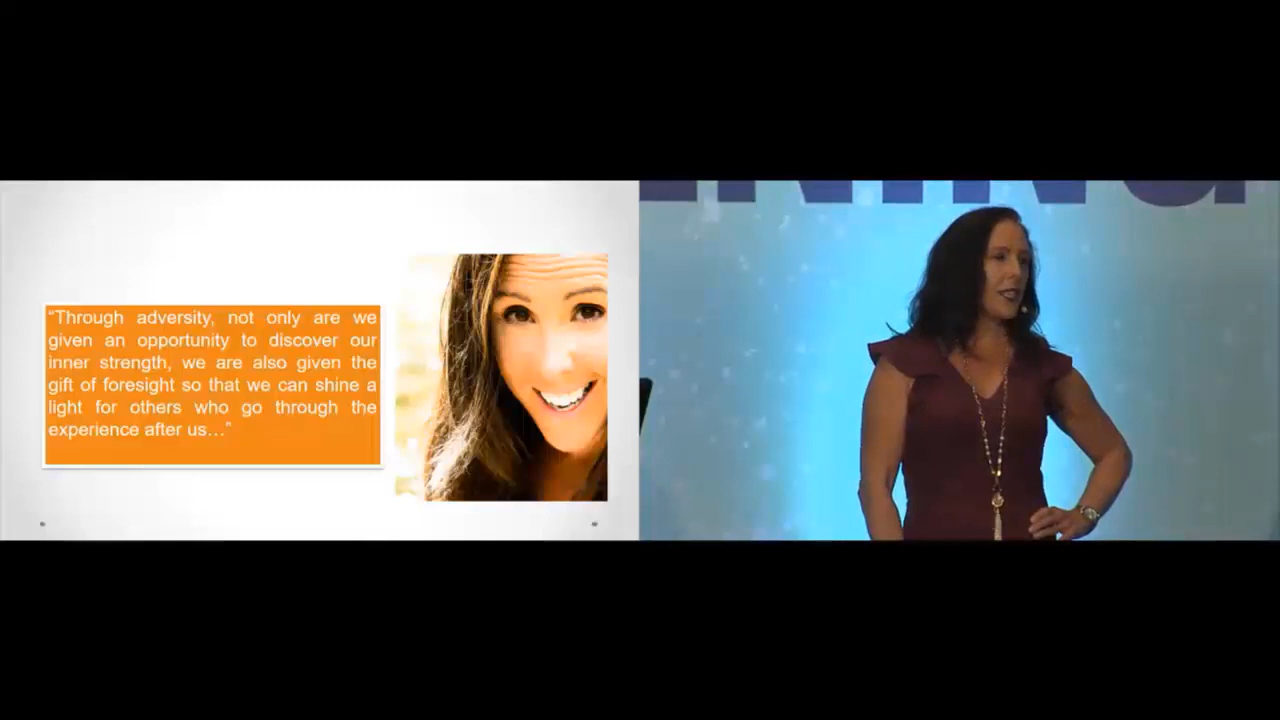 “Through adversity, not only are we
given an opportunity to discover our
inner strength, we are also given the
gift of foresight so that we can shine a
light for others who go through the
experience after us…”